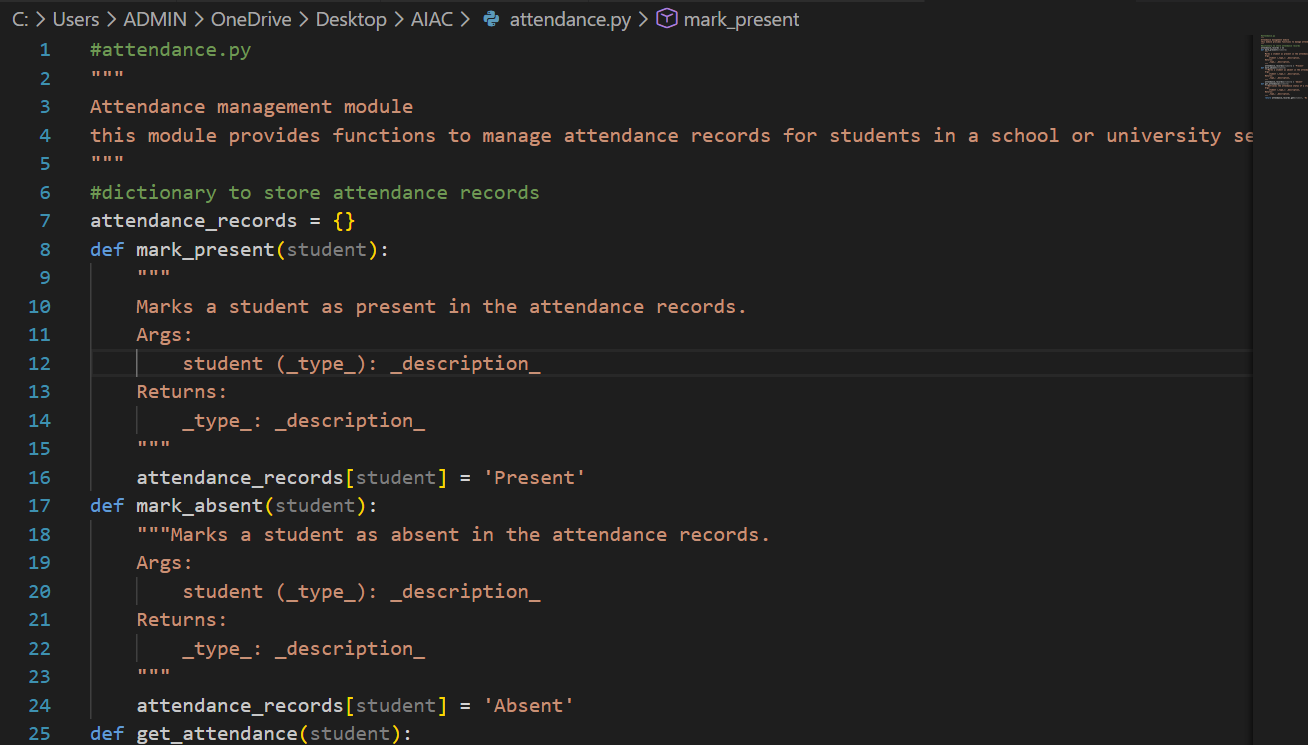 C: > Users > ADMIN > OneDrive > Desktop > AIAC > attendance.py > mark_present
1 #attendance.py
2 """
3 Attendance management module
4 this module provides functions to manage attendance records for students in a school or university se
5 """
6 #dictionary to store attendance records
7 attendance_records = {}
8 def mark_present(student):
9     """
10     Marks a student as present in the attendance records.
11     Args:
12         student (_type_): _description_
13     Returns:
14         _type_: _description_
15     """
16     attendance_records[student] = 'Present'
17 def mark_absent(student):
18     """Marks a student as absent in the attendance records.
19     Args:
20         student (_type_): _description_
21     Returns:
22         _type_: _description_
23     """
24     attendance_records[student] = 'Absent'
25 def get_attendance(student):